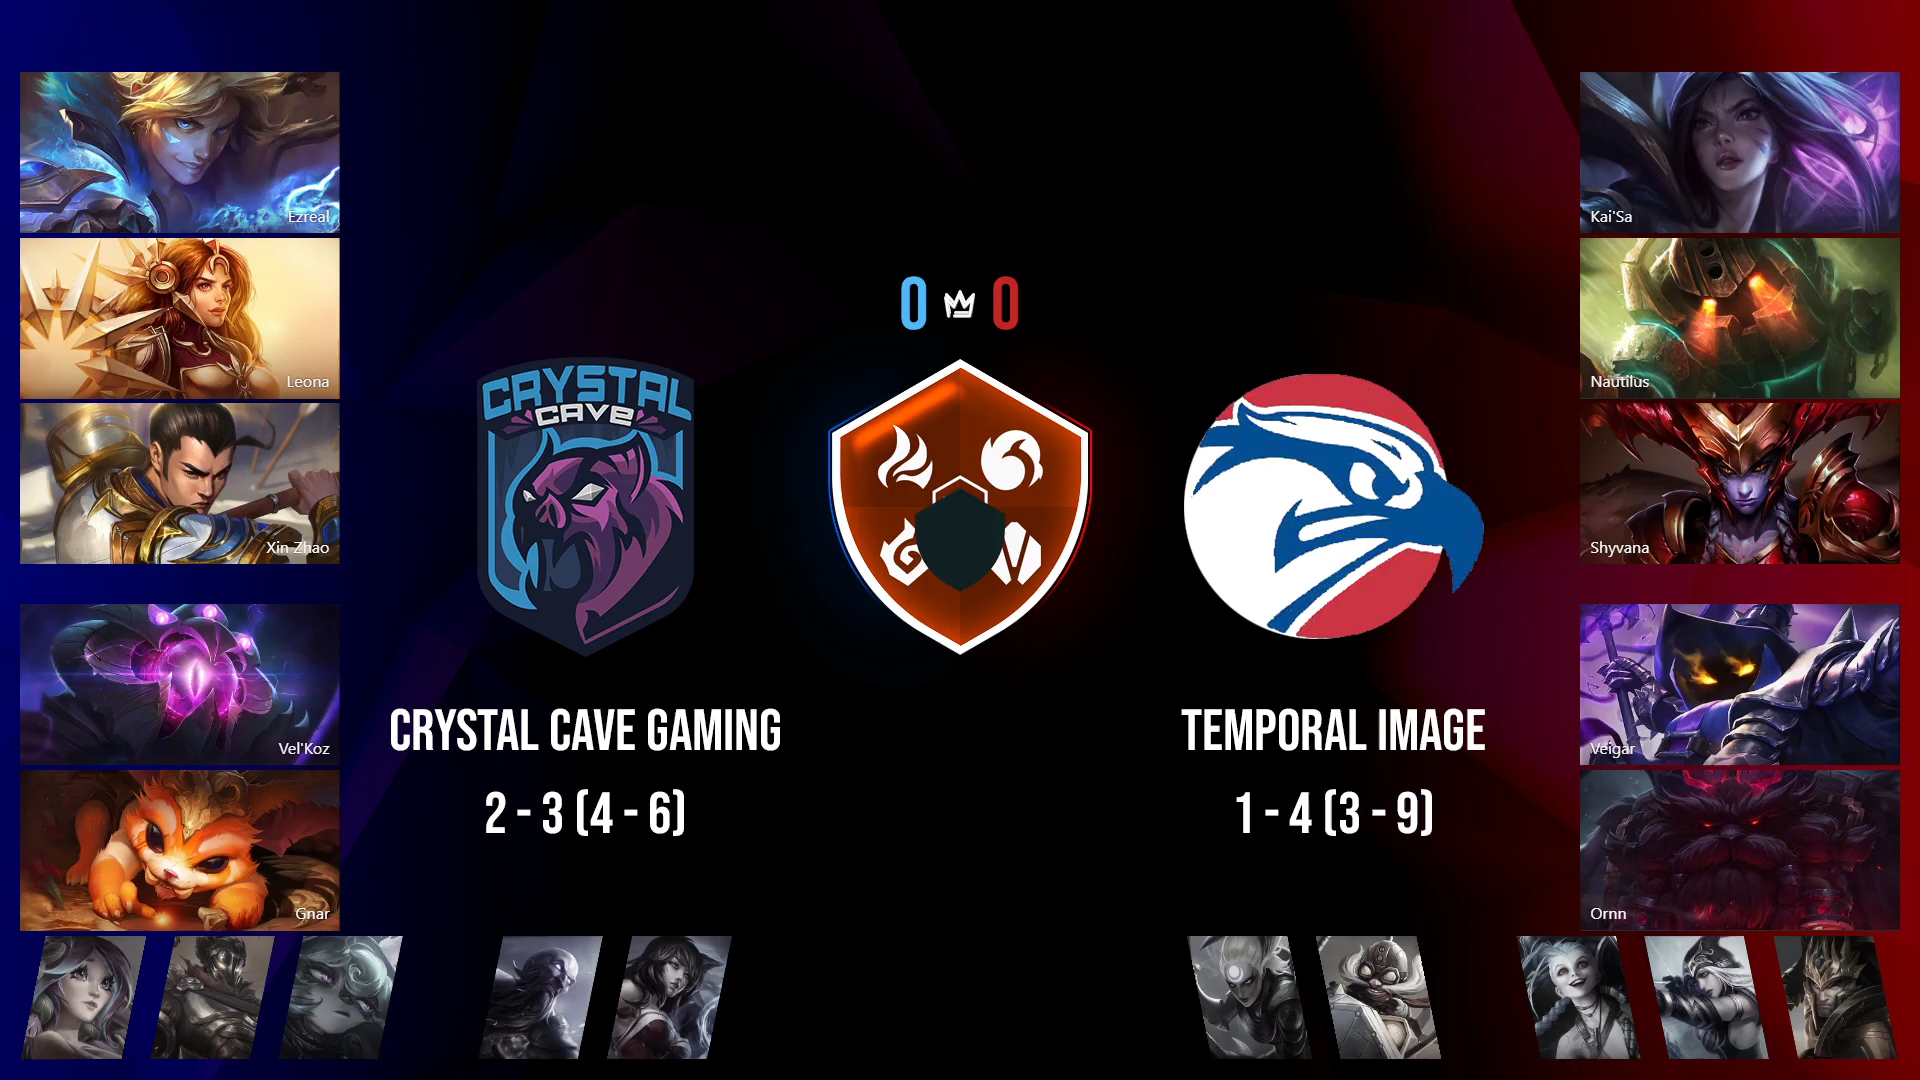 Ezreal
Leona
Xin Zhao
Vel'Koz
Gnar
0 0
CRYSTAL
CAVE
CRYSTAL CAVE GAMING
2 - 3 (4 - 6)
TEMPORAL IMAGE
1 - 4 (3 - 9)
Kai'Sa
Nautilus
Shyvana
Veigar
Ornn